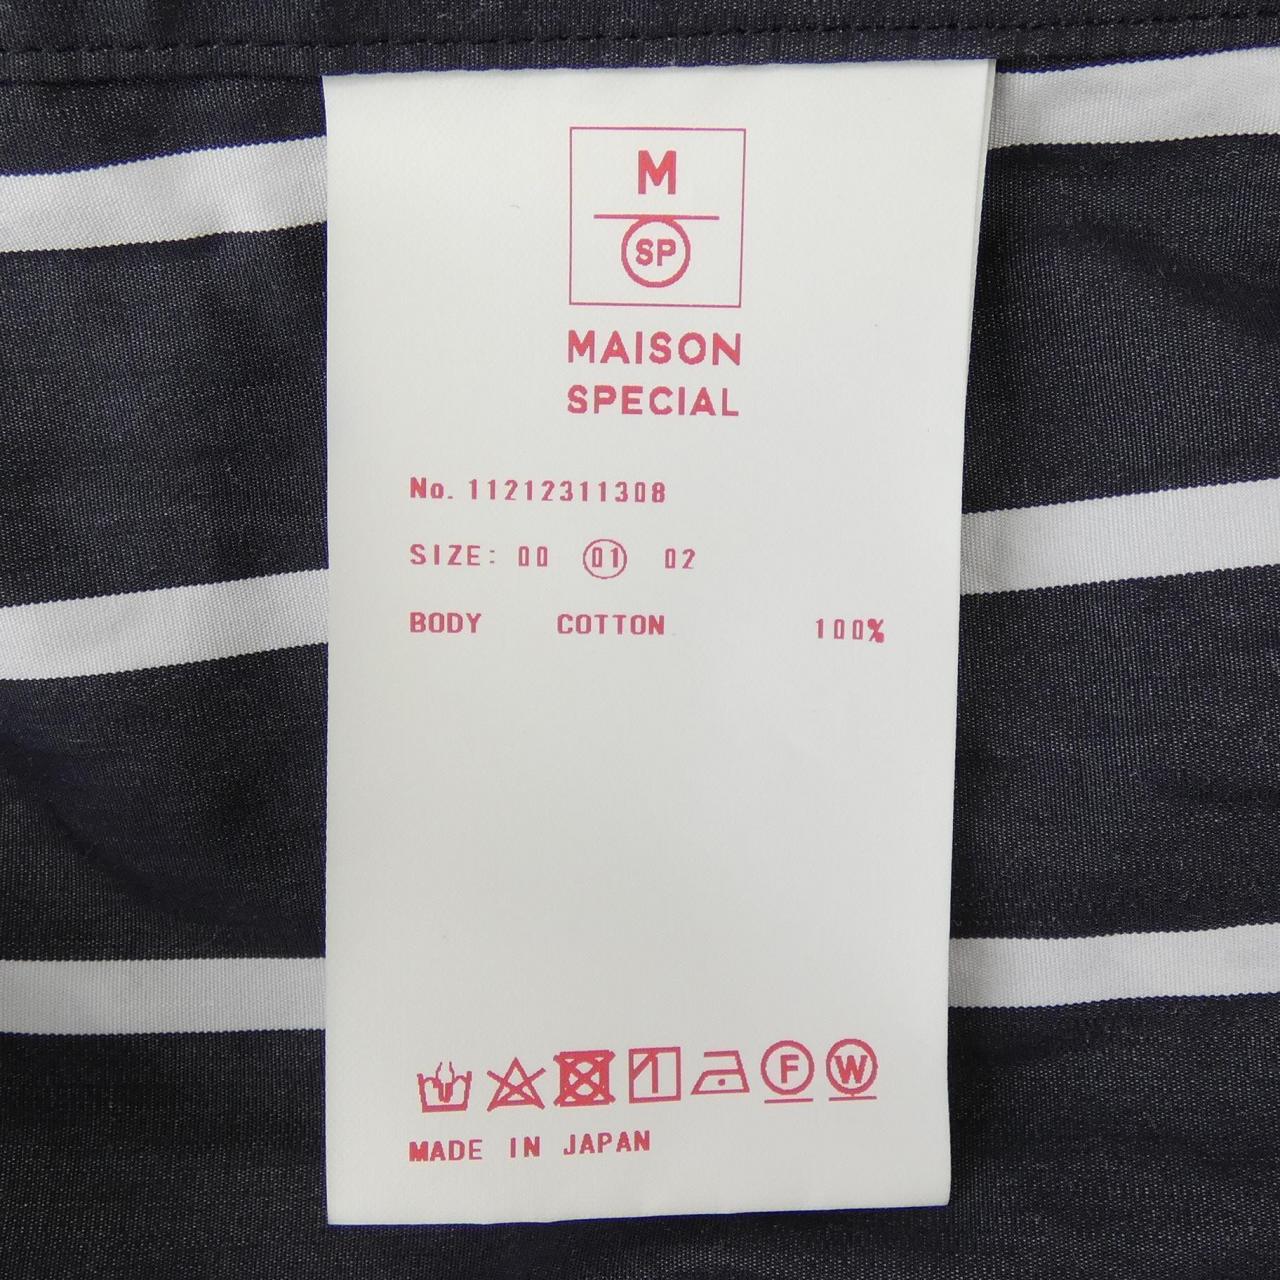 M
SP
MAISON
SPECIAL
No. 11212311308
SIZE: 00 01 02
BODY COTTON 100%
F W
MADE IN JAPAN